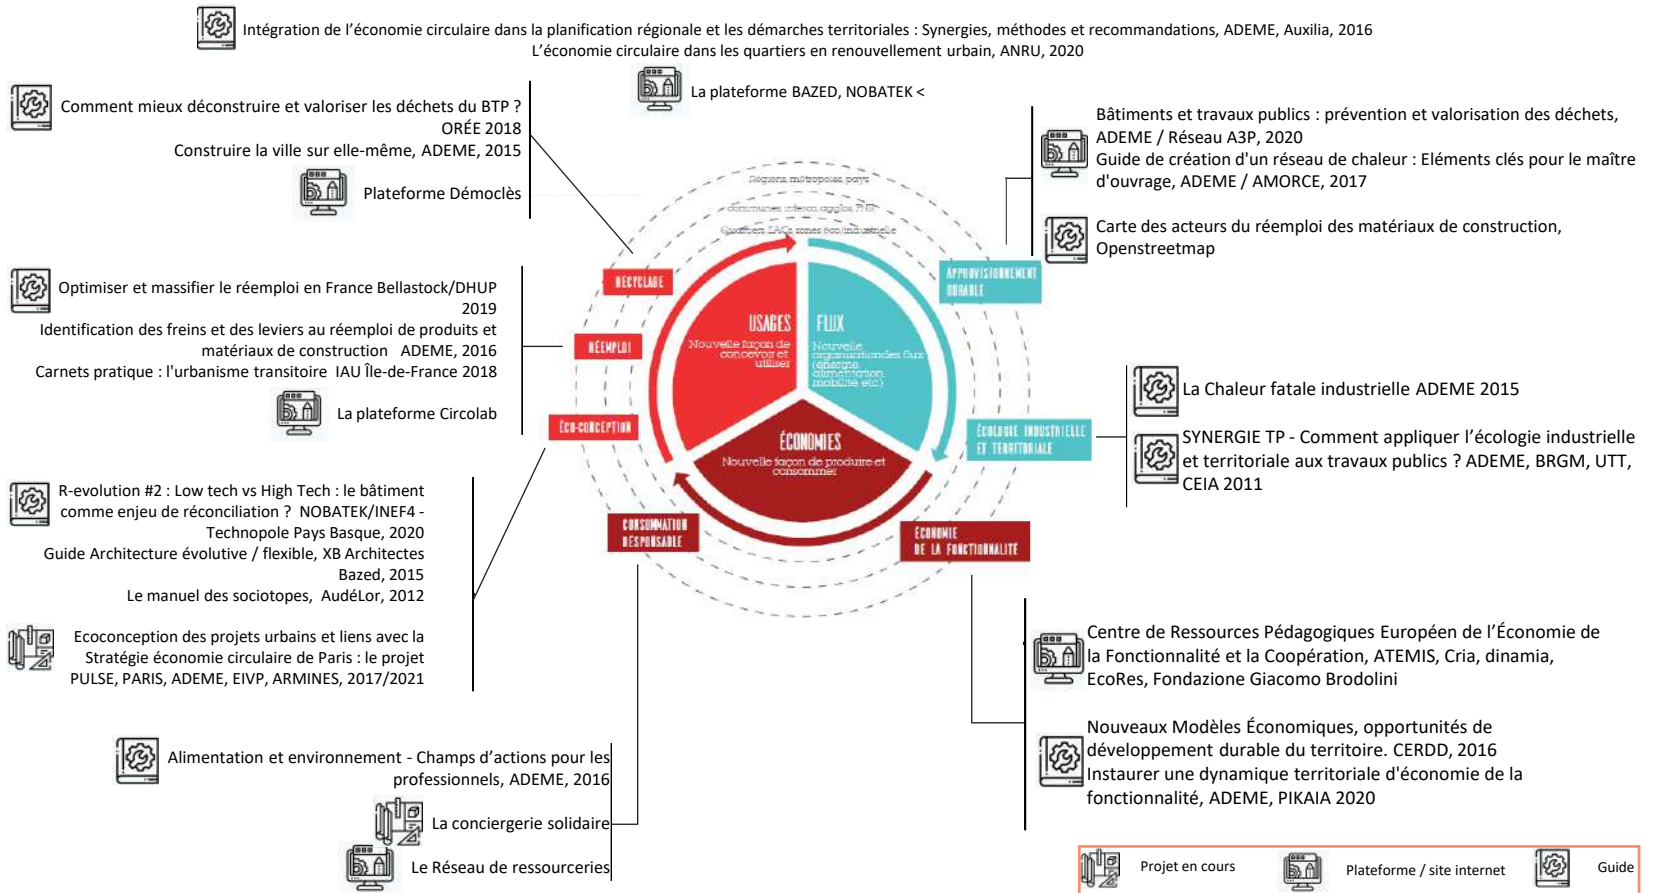 Intégration de l’économie circulaire dans la planification régionale et les démarches territoriales : Synergies, méthodes et recommandations, ADEME, Auxilia, 2016
L’économie circulaire dans les quartiers en renouvellement urbain, ANRU, 2020
La plateforme BAZED, NOBATEK <
Comment mieux déconstruire et valoriser les déchets du BTP ?
ORÉE 2018
Construire la ville sur elle-même, ADEME, 2015
Plateforme Démoclès
Optimiser et massifier le réemploi en France Bellastock/DHUP
2019
Identification des freins et des leviers au réemploi de produits et
matériaux de construction ADEME, 2016
Carnets pratique : l'urbanisme transitoire IAU Île-de-France 2018
La plateforme Circolab
R-evolution #2 : Low tech vs High Tech : le bâtiment
comme enjeu de réconciliation ? NOBATEK/INEF4 -
Technopole Pays Basque, 2020
Guide Architecture évolutive / flexible, XB Architectes
Bazed, 2015
Le manuel des sociotopes, AudéLor, 2012
Ecoconception des projets urbains et liens avec la
Stratégie économie circulaire de Paris : le projet
PULSE, PARIS, ADEME, EIVP, ARMINES, 2017/2021
Alimentation et environnement - Champs d’actions pour les
professionnels, ADEME, 2016
La conciergerie solidaire
Le Réseau de ressourceries
Régions métropoles pays
communes interco agglos PNR
Quartiers ZACs zones éco/industrielle
RECYCLAGE
RÉEMPLOI
ÉCO-CONCEPTION
CONSOMMATION
RESPONSABLE
USAGES
Nouvelle façon de
concevoir et
utiliser
FLUX
Nouvelle
organisation des flux
(énergie
alimentation
mobilité etc)
ÉCONOMIES
Nouvelle façon de produire et
consommer
APPROVISIONNEMENT
DURABLE
ÉCOLOGIE INDUSTRIELLE
ET TERRITORIALE
ÉCONOMIE
DE LA FONCTIONNALITÉ
Bâtiments et travaux publics : prévention et valorisation des déchets,
ADEME / Réseau A3P, 2020
Guide de création d'un réseau de chaleur : Eléments clés pour le maître
d'ouvrage, ADEME / AMORCE, 2017
Carte des acteurs du réemploi des matériaux de construction,
Openstreetmap
La Chaleur fatale industrielle ADEME 2015
SYNERGIE TP - Comment appliquer l’écologie industrielle
et territoriale aux travaux publics ? ADEME, BRGM, UTT,
CEIA 2011
Centre de Ressources Pédagogiques Européen de l’Économie de
la Fonctionnalité et la Coopération, ATEMIS, Cria, dinamia,
EcoRes, Fondazione Giacomo Brodolini
Nouveaux Modèles Économiques, opportunités de
développement durable du territoire. CERDD, 2016
Instaurer une dynamique territoriale d'économie de la
fonctionnalité, ADEME, PIKAIA 2020
Projet en cours
Plateforme / site internet
Guide